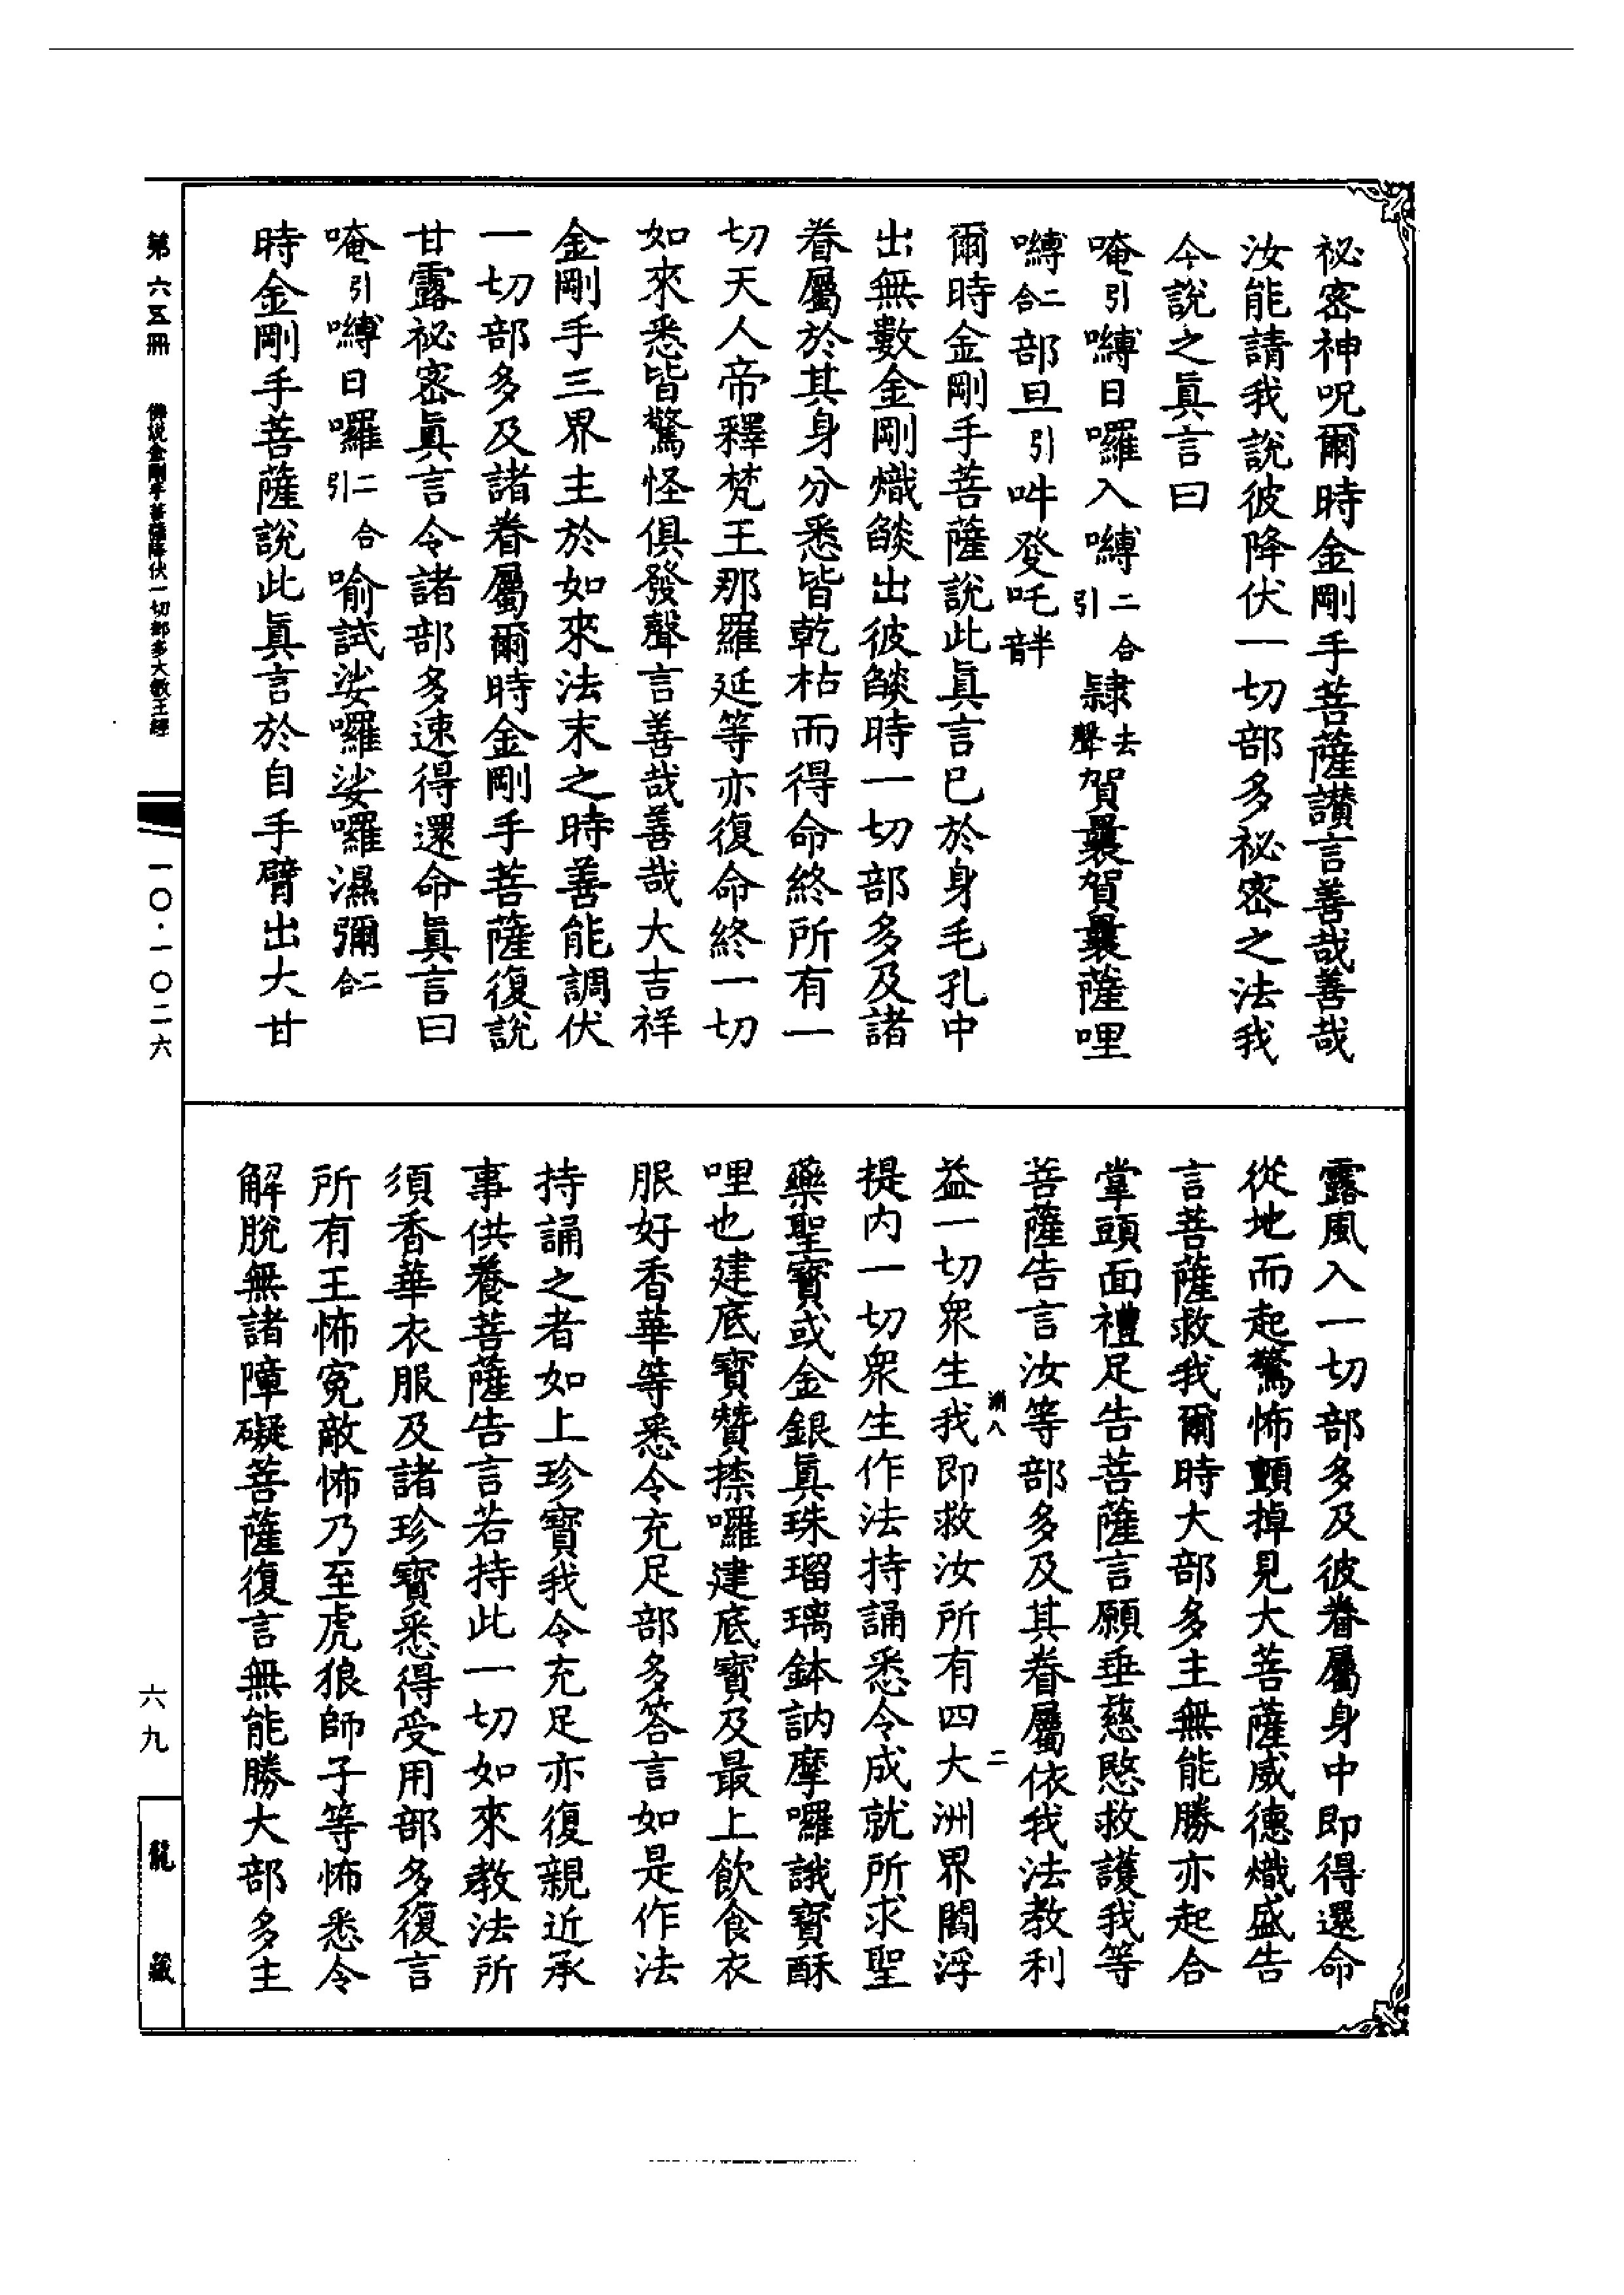 祕密神呪爾時金剛手菩薩讃言善哉善哉
汝能請我說彼降伏一切部多祕密之法我
今說之眞言曰
唵引嚩日囉入嚩二合引隸去聲賀曩賀曩薩哩
嚩二合部旦引吽癹吒半音
爾時金剛手菩薩說此眞言已於身毛孔中
出無數金剛熾燄出彼燄時一切部多及諸
眷屬於其身分悉皆乾枯而得命終所有一
切天人帝釋梵王那羅延等亦復命終一切
如來悉皆驚怪俱發聲言善哉善哉大吉祥
金剛手三界主於如來法末之時善能調伏
一切部多及諸眷屬爾時金剛手菩薩復說
甘露祕密眞言令諸部多速得還命眞言曰
唵引嚩日囉二合引喻試娑囉娑囉濕彌二合
時金剛手菩薩說此眞言於自手臂出大甘
露風入一切部多及彼眷屬身中即得還命
從地而起驚怖顫掉見大菩薩威德熾盛告
言菩薩救我爾時大部多主無能勝亦起合
掌頭面禮足告菩薩言願垂慈愍救護我等
菩薩告言汝等部多及其眷屬依我法教利
益一切衆生我即救汝所有四大洲界閻浮
提內一切衆生作法持誦悉令成就所求聖
藥聖寶或金銀眞珠瑠璃鉢訥摩囉誐寶酥
哩也建底寶贊捺囉建底寶及最上飲食衣
服好香華等悉令充足部多答言如是作法
持誦之者如上珍寶我令充足亦復親近承
事供養菩薩告言若持此一切如來教法所
須香華衣服及諸珍寶悉得受用部多復言
所有王怖寃敵怖乃至虎狼師子等怖悉令
解脫無諸障礙菩薩復言無能勝大部多主
第六五冊 佛說金剛手菩薩降伏一切部多大教王經
一〇·一〇二六
六九
龍藏